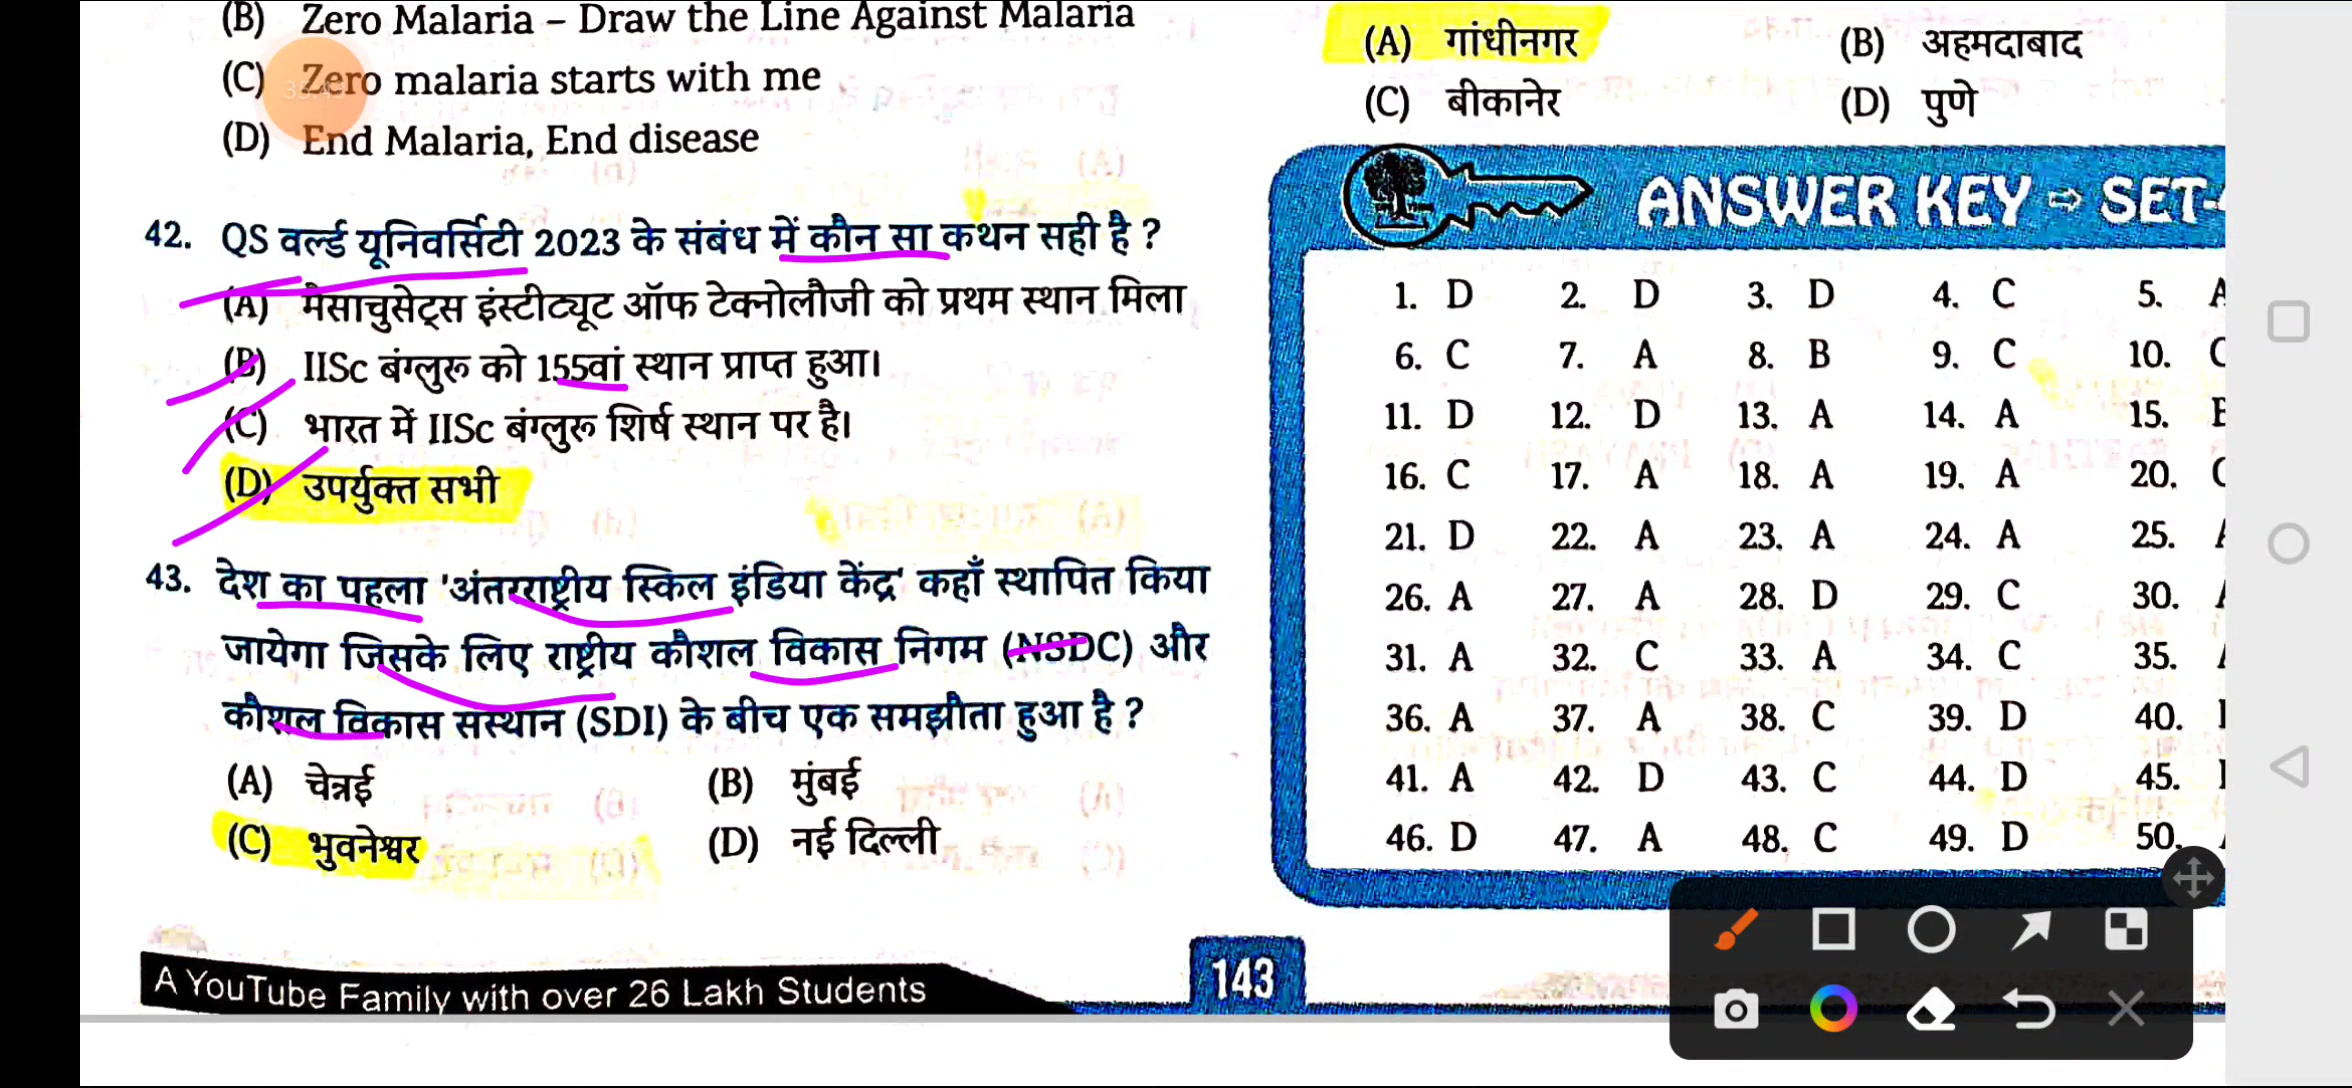 (B) Zero Malaria – Draw the Line Against Malaria
(C) Zero malaria starts with me
(D) End Malaria, End disease
42. QS वर्ल्ड यूनिवर्सिटी 2023 के संबंध में कौन सा कथन सही है ?
(A) मैसाचुसेट्स इंस्टीट्यूट ऑफ टेक्नोलौजी को प्रथम स्थान मिला
(B) IISc बंग्लुरू को 155वां स्थान प्राप्त हुआ।
(C) भारत में IISc बंग्लुरू शिर्ष स्थान पर है।
(D) उपर्युक्त सभी
43. देश का पहला 'अंतरराष्ट्रीय स्किल इंडिया केंद्र' कहाँ स्थापित किया
जायेगा जिसके लिए राष्ट्रीय कौशल विकास निगम (NSDC) और
कौशल विकास सस्थान (SDI) के बीच एक समझौता हुआ है ?
(A) चेन्नई (B) मुंबई
(C) भुवनेश्वर (D) नई दिल्ली
(A) गांधीनगर (B) अहमदाबाद
(C) बीकानेर (D) पुणे
ANSWER KEY ⇨ SET-
1. D 2. D 3. D 4. C 5. A
6. C 7. A 8. B 9. C 10.
11. D 12. D 13. A 14. A 15.
16. C 17. A 18. A 19. A 20.
21. D 22. A 23. A 24. A 25.
26. A 27. A 28. D 29. C 30.
31. A 32. C 33. A 34. C 35.
36. A 37. A 38. C 39. D 40.
41. A 42. D 43. C 44. D 45.
46. D 47. A 48. C 49. D 50.
A YouTube Family with over 26 Lakh Students
143